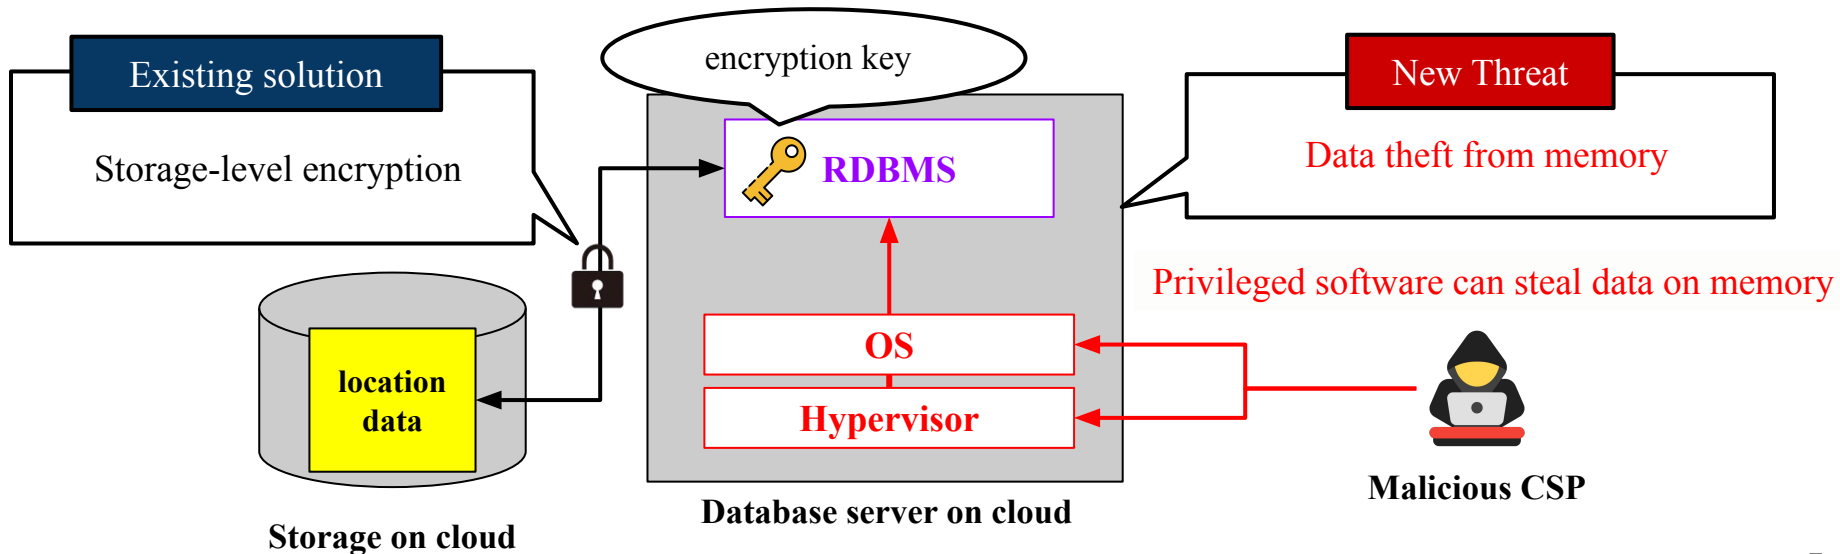 Existing solution
Storage-level encryption
encryption key
RDBMS
New Threat
Data theft from memory
Privileged software can steal data on memory
OS
Hypervisor
location
data
Malicious CSP
Database server on cloud
Storage on cloud